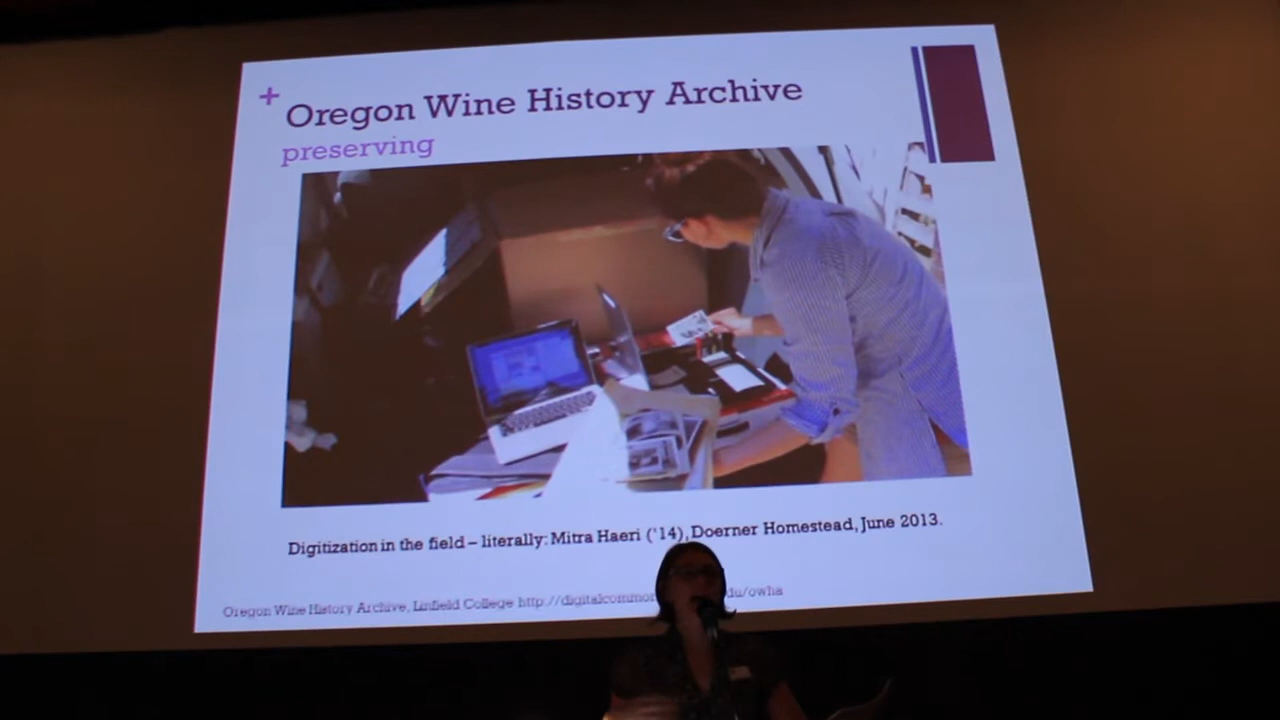 + Oregon Wine History Archive
preserving
Digitization in the field – literally: Mitra Haeri (‘14), Doerner Homestead, June 2013.
Oregon Wine History Archive, Linfield College http://digitalcommon du/owha